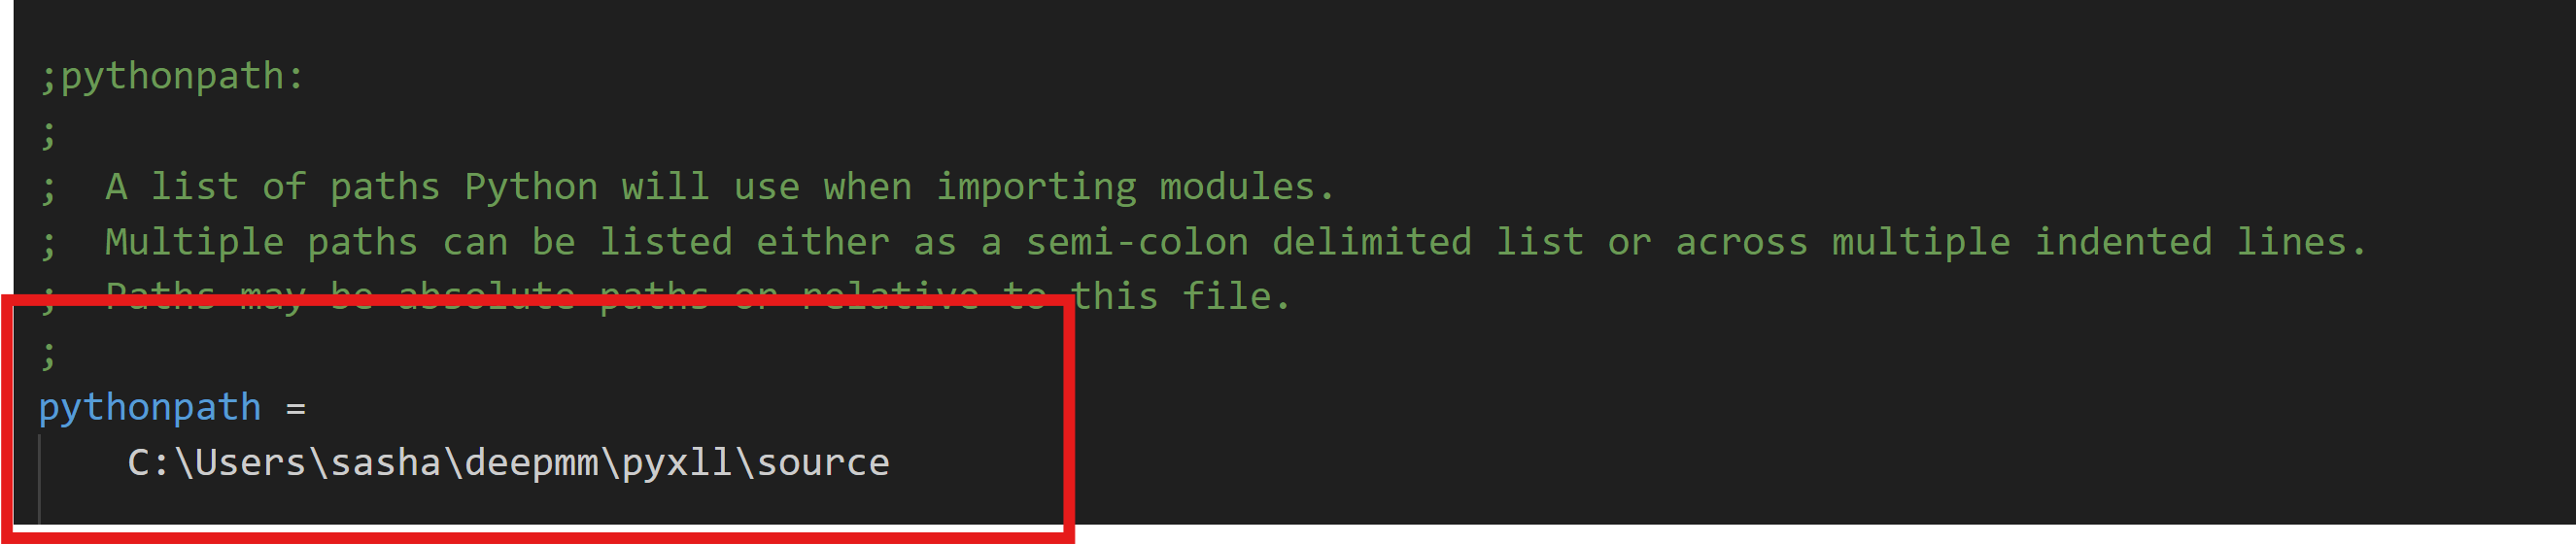 ;pythonpath:
;
;  A list of paths Python will use when importing modules.
;  Multiple paths can be listed either as a semi-colon delimited list or across multiple indented lines.
;  Paths may be absolute paths or relative to this file.
;
pythonpath =
    C:\Users\sasha\deepmm\pyxll\source